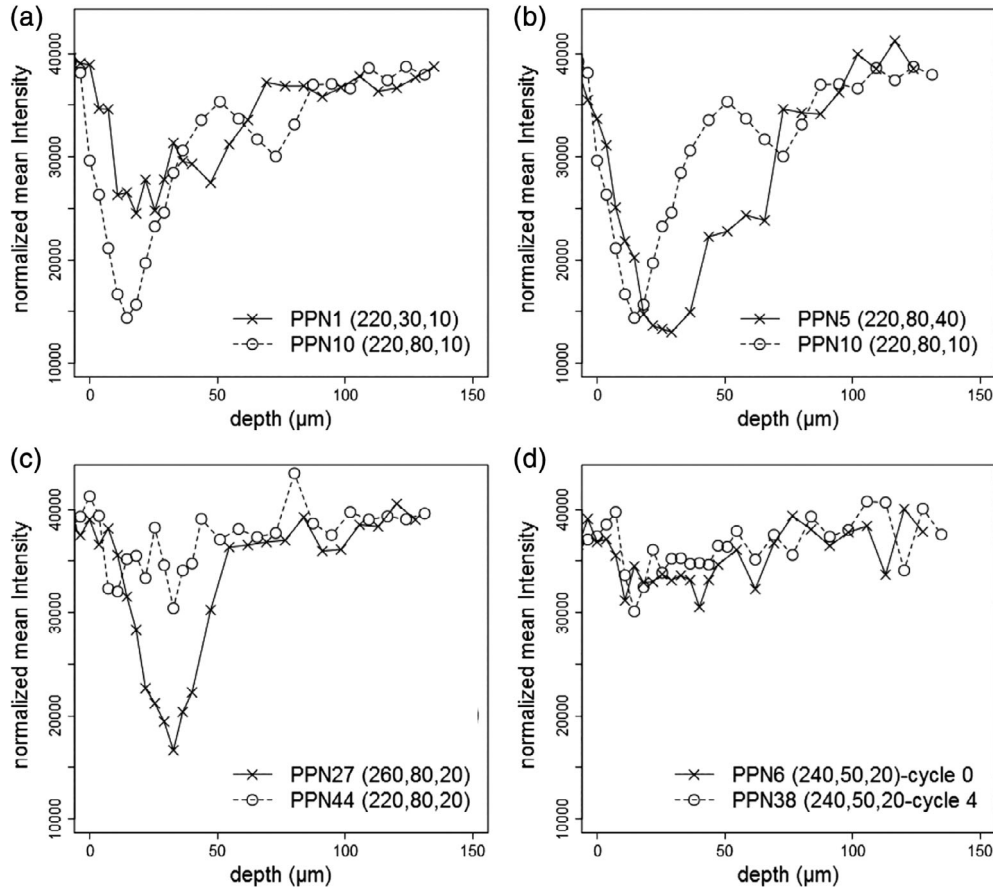 (a)
normalized mean Intensity
40000
30000
20000
10000
PPN1 (220,30,10)
PPN10 (220,80,10)
0 50 100 150
depth (μm)
(b)
normalized mean Intensity
40000
30000
20000
10000
PPN5 (220,80,40)
PPN10 (220,80,10)
0 50 100 150
depth (μm)
(c)
normalized mean Intensity
40000
30000
20000
10000
PPN27 (260,80,20)
PPN44 (220,80,20)
0 50 100 150
depth (μm)
(d)
normalized mean Intensity
40000
30000
20000
10000
PPN6 (240,50,20)-cycle 0
PPN38 (240,50,20-cycle 4
0 50 100 150
depth (μm)